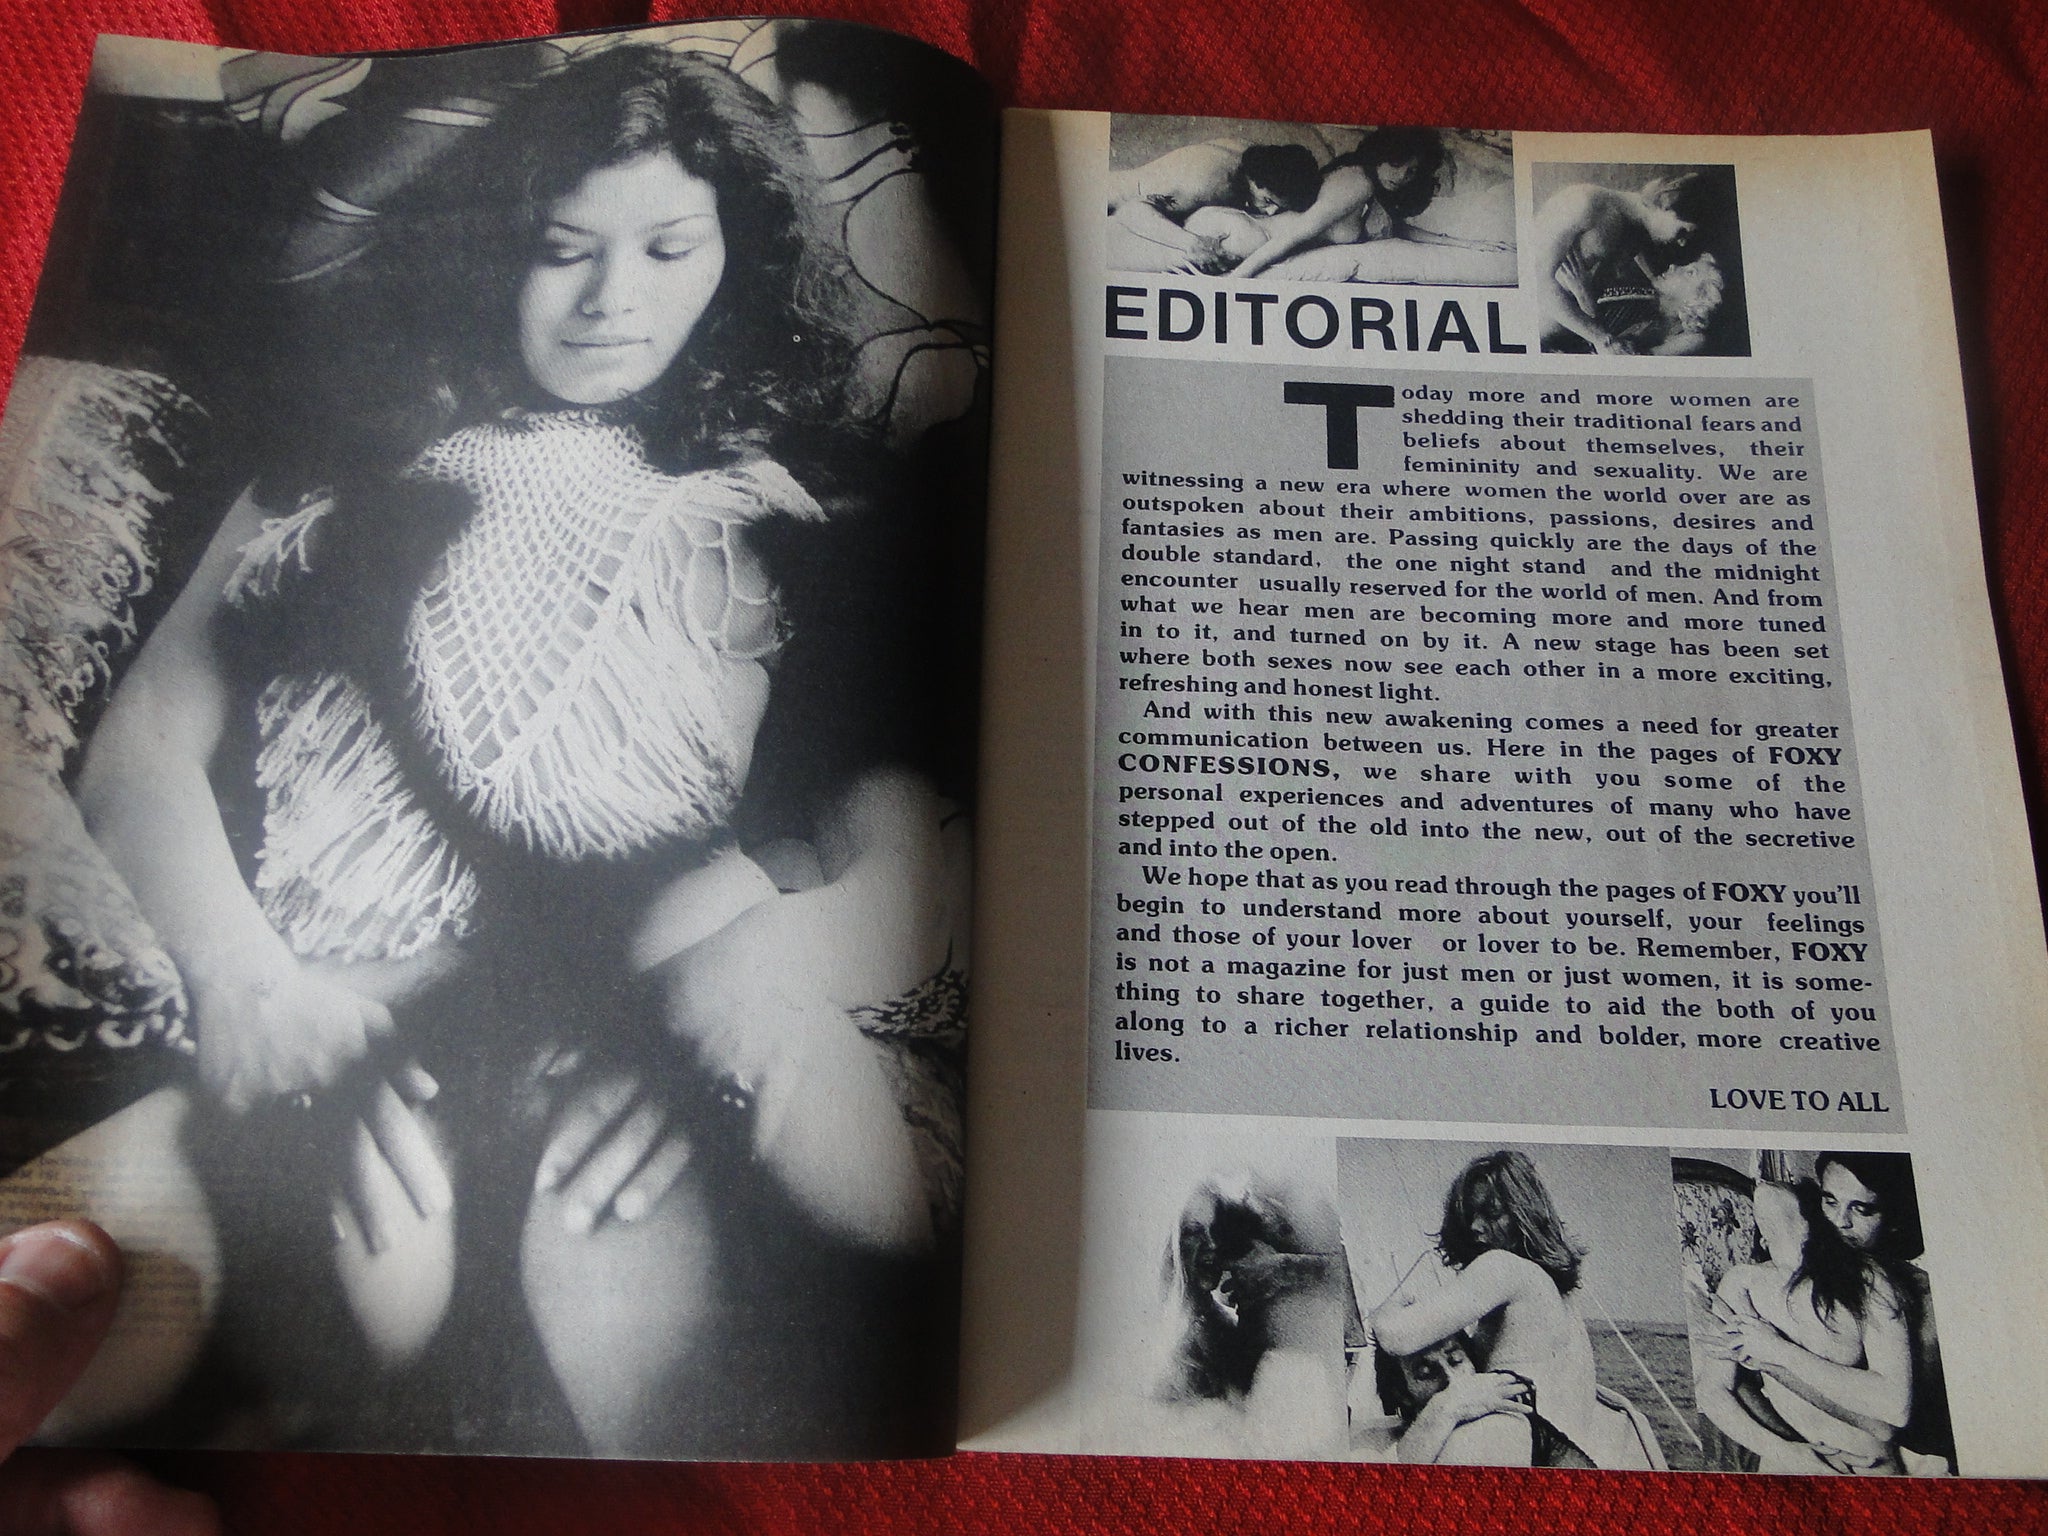 EDITORIAL
Today more and more women are
shedding their traditional fears and
beliefs about themselves, their
femininity and sexuality. We are
witnessing a new era where women the world over are as
outspoken about their ambitions, passions, desires and
fantasies as men are. Passing quickly are the days of the
double standard, the one night stand and the midnight
encounter usually reserved for the world of men. And from
what we hear men are becoming more and more tuned
in to it, and turned on by it. A new stage has been set
where both sexes now see each other in a more exciting,
refreshing and honest light.
And with this new awakening comes a need for greater
communication between us. Here in the pages of FOXY
CONFESSIONS, we share with you some of the
personal experiences and adventures of many who have
stepped out of the old into the new, out of the secretive
and into the open.
We hope that as you read through the pages of FOXY you'll
begin to understand more about yourself, your feelings
and those of your lover or lover to be. Remember, FOXY
is not a magazine for just men or just women, it is some-
thing to share together, a guide to aid the both of you
along to a richer relationship and bolder, more creative
lives.
LOVE TO ALL